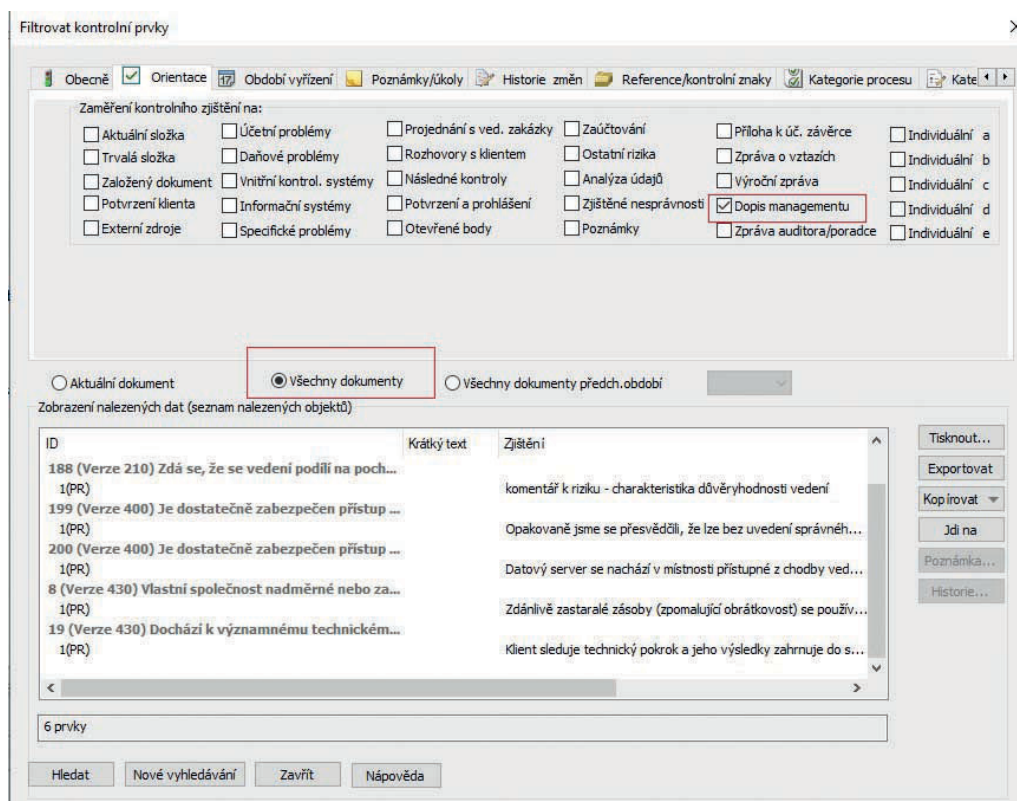 Filtrovat kontrolní prvky
Obecně Orientace Období vyřízení Poznámky/úkoly Historie změn Reference/kontrolní znaky Kategorie procesu Kate
Zaměření kontrolního zjištění na:
Aktuální složka Účetní problémy Projednání s ved. zakázky Zaúčtování Příloha k úč. závěrce Individuální a
Trvalá složka Daňové problémy Rozhovory s klientem Ostatní rizika Zpráva o vztazích Individuální b
Založený dokument Vnitřní kontrol. systémy Následné kontroly Analýza údajů Výroční zpráva Individuální c
Potvrzení klienta Informační systémy Potvrzení a prohlášení Zjištěné nesprávnosti Dopis managementu Individuální d
Externí zdroje Specifické problémy Otevřené body Poznámky Zpráva auditora/poradce Individuální e
Aktuální dokument Všechny dokumenty Všechny dokumenty předch.období
Zobrazení nalezených dat (seznam nalezených objektů)
ID Krátký text Zjištění
188 (Verze 210) Zdá se, že se vedení podílí na poch...
1(PR) komentář k riziku - charakteristika důvěryhodnosti vedení
199 (Verze 400) Je dostatečně zabezpečen přístup ...
1(PR) Opakovaně jsme se přesvědčili, že lze bez uvedení správnéh...
200 (Verze 400) Je dostatečně zabezpečen přístup ...
1(PR) Datový server se nachází v místnosti přístupné z chodby ved...
8 (Verze 430) Vlastní společnost nadměrné nebo za...
1(PR) Zdánlivě zastaralé zásoby (zpomalující obrátkovost) se použív...
19 (Verze 430) Dochází k významnému technickém...
1(PR) Klient sleduje technický pokrok a jeho výsledky zahrnuje do s...
Tisknout...
Exportovat
Kopírovat
Jdi na
Poznámka...
Historie...
6 prvky
Hledat Nové vyhledávání Zavřít Nápověda